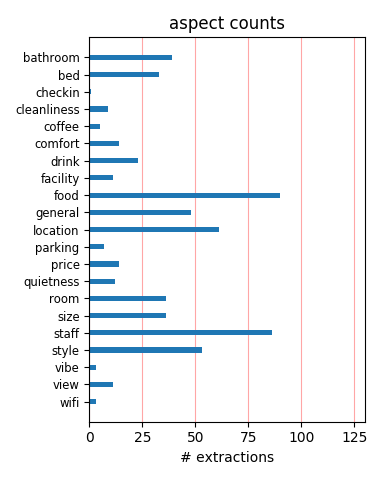 aspect counts
bathroom
bed
checkin
cleanliness
coffee
comfort
drink
facility
food
general
location
parking
price
quietness
room
size
staff
style
vibe
view
wifi
0 25 50 75 100 125
# extractions